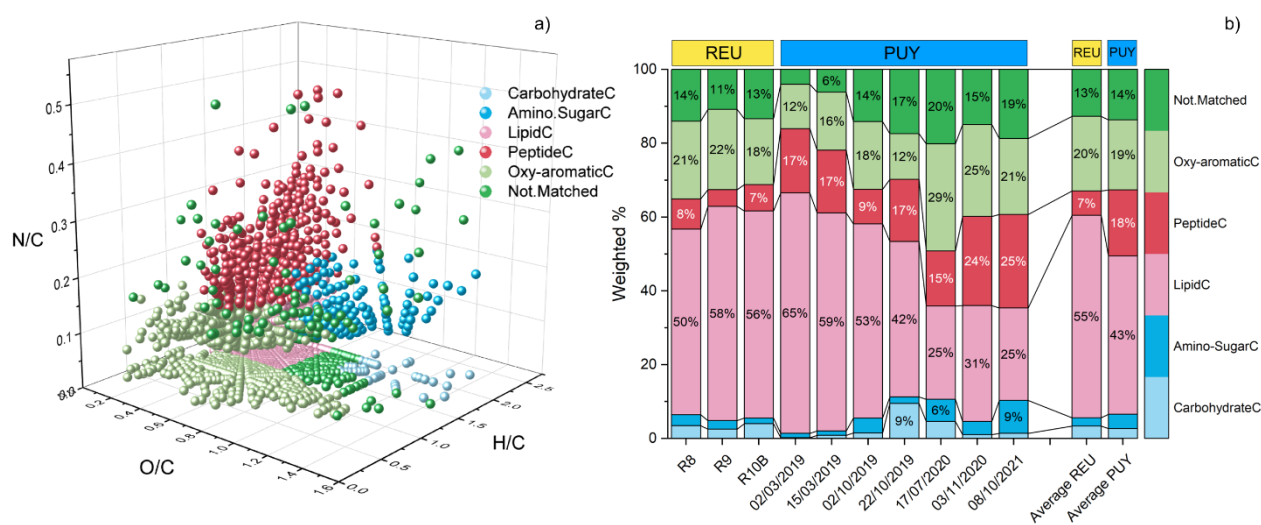 a)
N/C
0.5
0.4
0.3
0.2
0.1
0.0
0.2
0.4
0.6
0.8
1.0
1.2
1.4
1.6
O/C
0.0
0.5
1.0
1.5
2.0
2.5
H/C
CarbohydrateC
Amino.SugarC
LipidC
PeptideC
Oxy-aromaticC
Not.Matched
b)
REU
PUY
REU
PUY
Weighted %
100
80
60
40
20
0
14% 11% 13% 6% 14% 17% 20% 15% 19% 13% 14%
21% 22% 18% 12% 16% 18% 12% 29% 25% 21% 20% 19%
8% 7% 17% 17% 9% 17% 15% 24% 25% 7% 18%
50% 58% 56% 65% 59% 53% 42% 25% 31% 25% 55% 43%
9% 6% 9%
R8
R9
R10B
02/03/2019
15/03/2019
02/10/2019
22/10/2019
17/07/2020
03/11/2020
08/10/2021
Average REU
Average PUY
Not.Matched
Oxy-aromaticC
PeptideC
LipidC
Amino-SugarC
CarbohydrateC